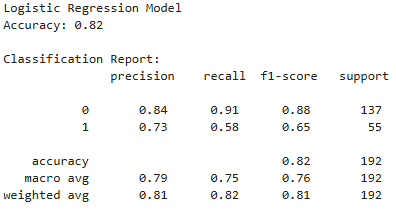 Logistic Regression Model
Accuracy: 0.82
Classification Report:
precision recall f1-score support
0 0.84 0.91 0.88 137
1 0.73 0.58 0.65 55
accuracy 0.82 192
macro avg 0.79 0.75 0.76 192
weighted avg 0.81 0.82 0.81 192